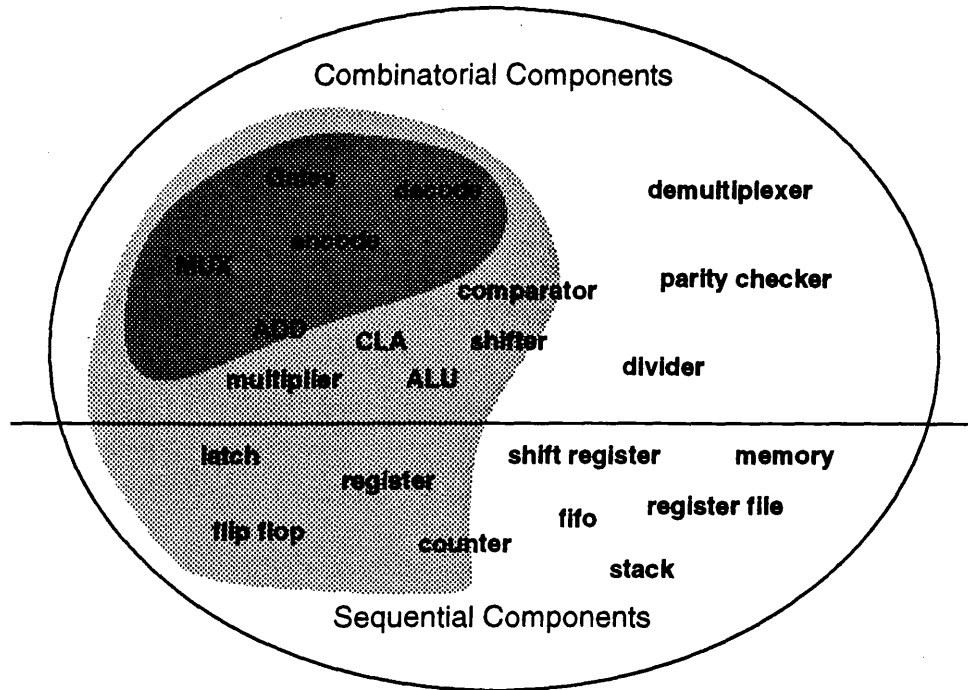 Combinatorial Components
Gates
decode
demultiplexer
encode
MUX
comparator
parity checker
ADD
CLA
shifter
multiplier
ALU
divider
latch
shift register
memory
register
register file
fifo
flip flop
counter
stack
Sequential Components